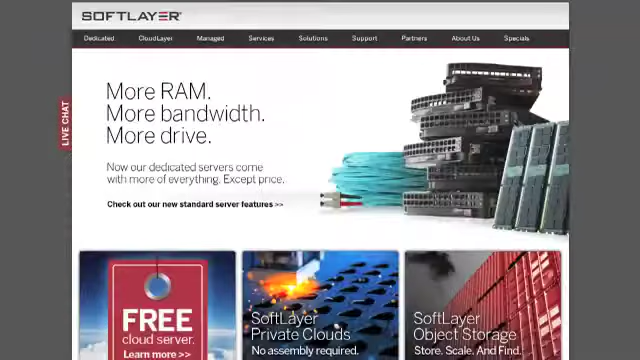 SOFTLAYER
Dedicated CloudLayer Managed Services Solutions Support Partners About Us Specials
LIVE CHAT
More RAM.
More bandwidth.
More drive.
Now our dedicated servers come
with more of everything. Except price.
Check out our new standard server features >>
FREE
cloud server.
Learn more >>
SoftLayer
Private Clouds
No assembly required.
SoftLayer
Object Storage
Store. Scale. And Find.